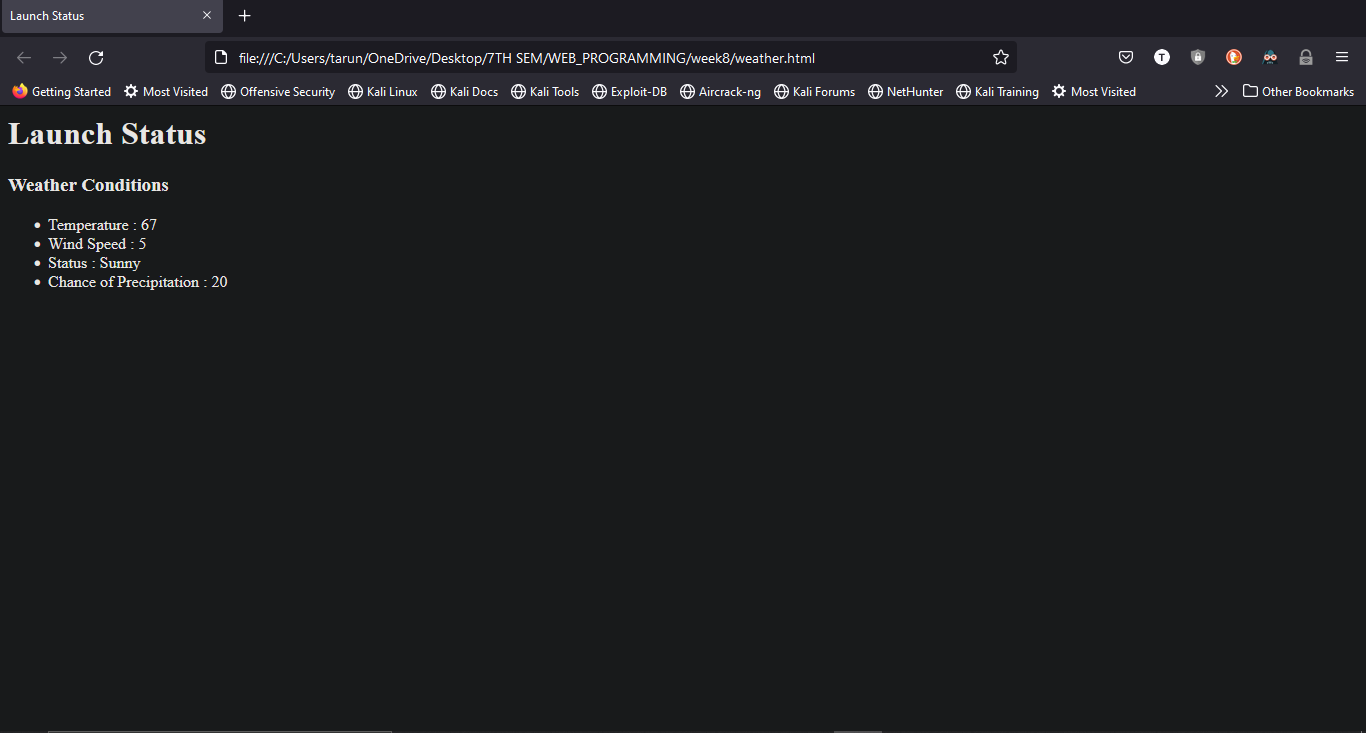 Launch Status
file:///C:/Users/tarun/OneDrive/Desktop/7TH SEM/WEB_PROGRAMMING/week8/weather.html
T
Getting Started Most Visited Offensive Security Kali Linux Kali Docs Kali Tools Exploit-DB Aircrack-ng Kali Forums NetHunter Kali Training Most Visited Other Bookmarks
Launch Status
Weather Conditions
• Temperature : 67
• Wind Speed : 5
• Status : Sunny
• Chance of Precipitation : 20